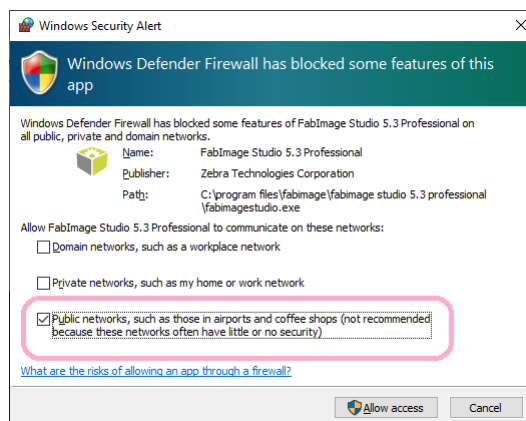 Windows Security Alert
Windows Defender Firewall has blocked some features of this
app
Windows Defender Firewall has blocked some features of FabImage Studio 5.3 Professional on
all public, private and domain networks.
Name: FabImage Studio 5.3 Professional
Publisher: Zebra Technologies Corporation
Path: C:\program files\fabimage\fabimage studio 5.3 professional
\fabimagestudio.exe
Allow FabImage Studio 5.3 Professional to communicate on these networks:
Domain networks, such as a workplace network
Private networks, such as my home or work network
Public networks, such as those in airports and coffee shops (not recommended
because these networks often have little or no security)
What are the risks of allowing an app through a firewall?
Allow access Cancel